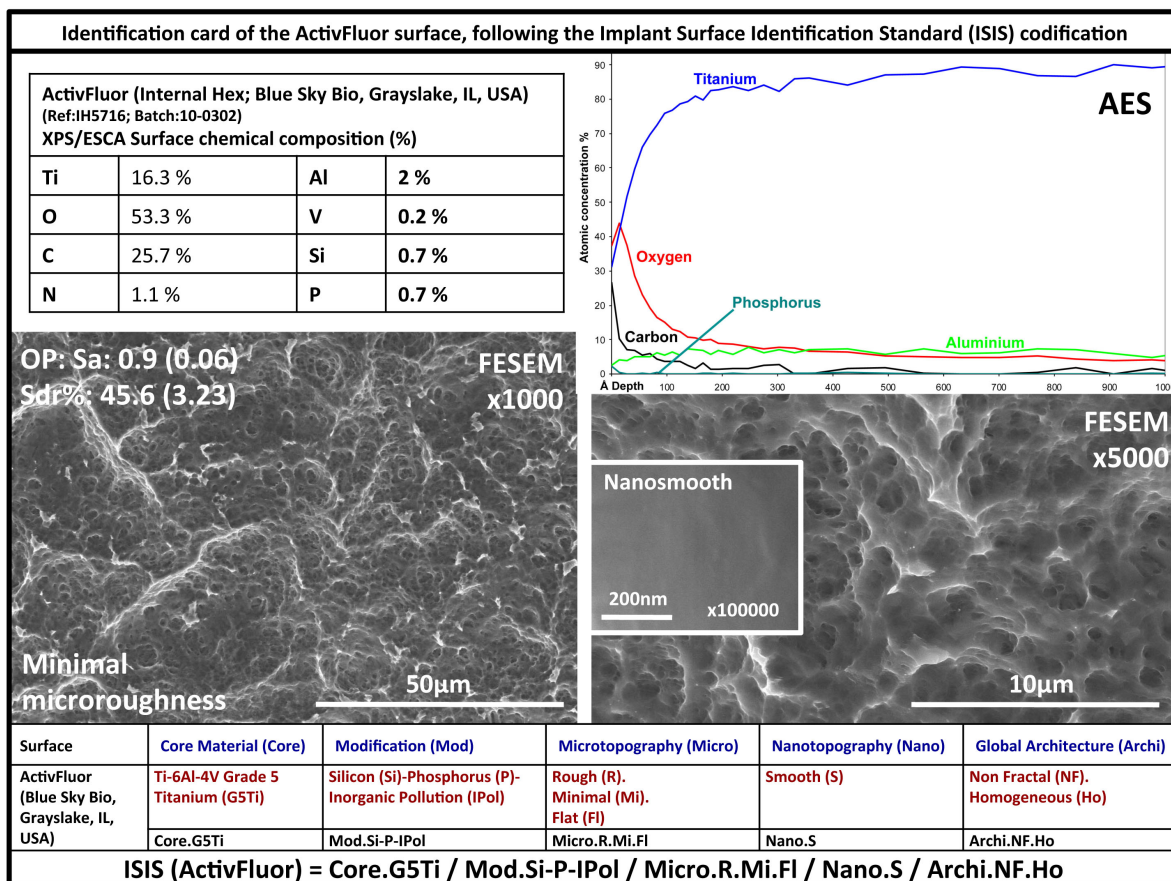 Identification card of the ActivFluor surface, following the Implant Surface Identification Standard (ISIS) codification
ActivFluor (Internal Hex; Blue Sky Bio, Grayslake, IL, USA)
(Ref:IH5716; Batch:10-0302)
XPS/ESCA Surface chemical composition (%)
Ti 16.3 % Al 2 %
O 53.3 % V 0.2 %
C 25.7 % Si 0.7 %
N 1.1 % P 0.7 %
AES
Atomic concentration %
90
80
70
60
50
40
30
20
10
0
Titanium
Oxygen
Phosphorus
Carbon
Aluminium
Å Depth 100 200 300 400 500 600 700 800 900 1000
OP: Sa: 0.9 (0.06)
Sdr%: 45.6 (3.23)
FESEM
x1000
Minimal
microroughness
50µm
FESEM
x5000
Nanosmooth
200nm
x100000
10µm
Surface Core Material (Core) Modification (Mod) Microtopography (Micro) Nanotopography (Nano) Global Architecture (Archi)
ActivFluor
(Blue Sky Bio,
Grayslake, IL,
USA)
Ti-6Al-4V Grade 5
Titanium (G5Ti)
Silicon (Si)-Phosphorus (P)-
Inorganic Pollution (IPol)
Rough (R).
Minimal (Mi).
Flat (Fl)
Smooth (S)
Non Fractal (NF).
Homogeneous (Ho)
Core.G5Ti Mod.Si-P-IPol Micro.R.Mi.Fl Nano.S Archi.NF.Ho
ISIS (ActivFluor) = Core.G5Ti / Mod.Si-P-IPol / Micro.R.Mi.Fl / Nano.S / Archi.NF.Ho